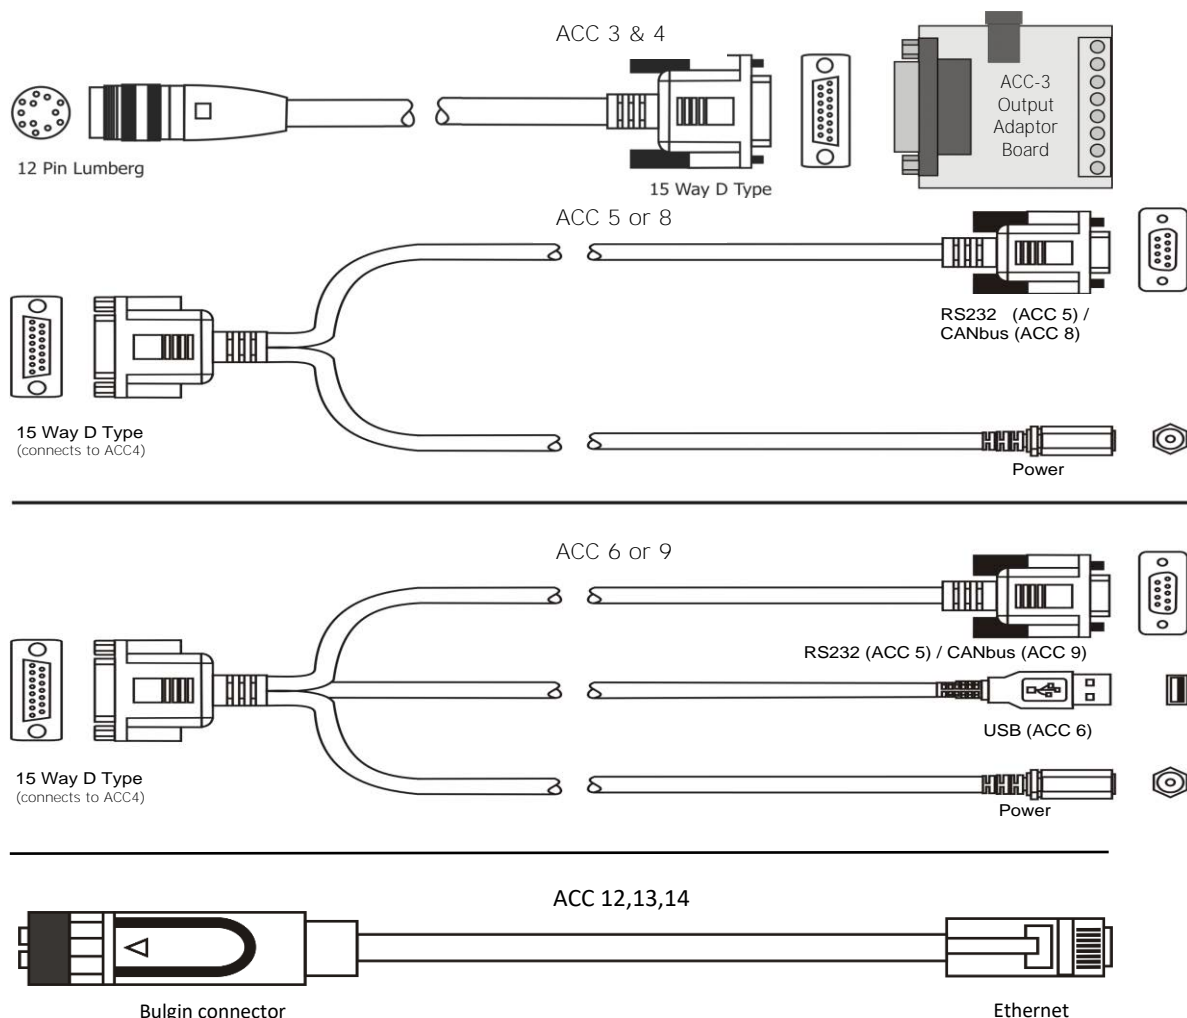 ACC 3 & 4
ACC-3
Output
Adaptor
Board
12 Pin Lumberg
15 Way D Type
ACC 5 or 8
RS232 (ACC 5) /
CANbus (ACC 8)
15 Way D Type
(connects to ACC4)
Power
ACC 6 or 9
RS232 (ACC 5) / CANbus (ACC 9)
USB (ACC 6)
15 Way D Type
(connects to ACC4)
Power
ACC 12,13,14
Bulgin connector
Ethernet